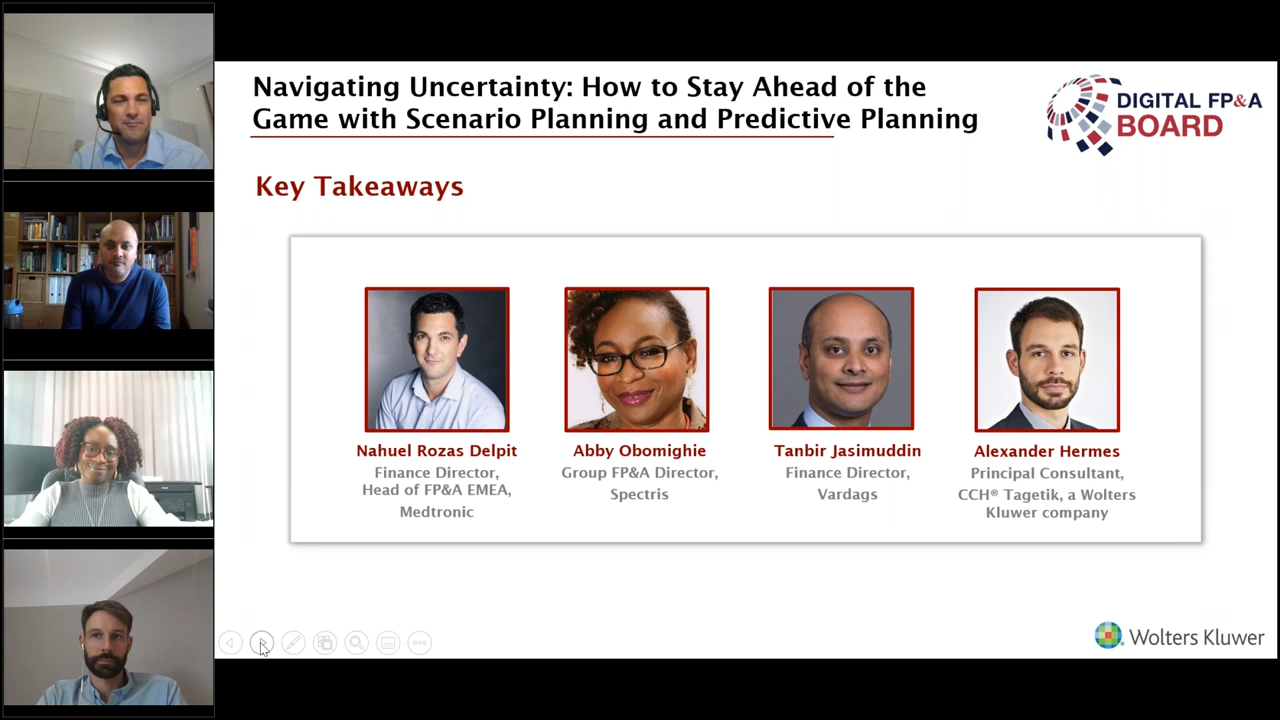 Navigating Uncertainty: How to Stay Ahead of the
Game with Scenario Planning and Predictive Planning
DIGITAL FP&A
BOARD
Key Takeaways
Nahuel Rozas Delpit
Finance Director,
Head of FP&A EMEA,
Medtronic
Abby Obomighie
Group FP&A Director,
Spectris
Tanbir Jasimuddin
Finance Director,
Vardags
Alexander Hermes
Principal Consultant,
CCH® Tagetik, a Wolters
Kluwer company
Wolters Kluwer